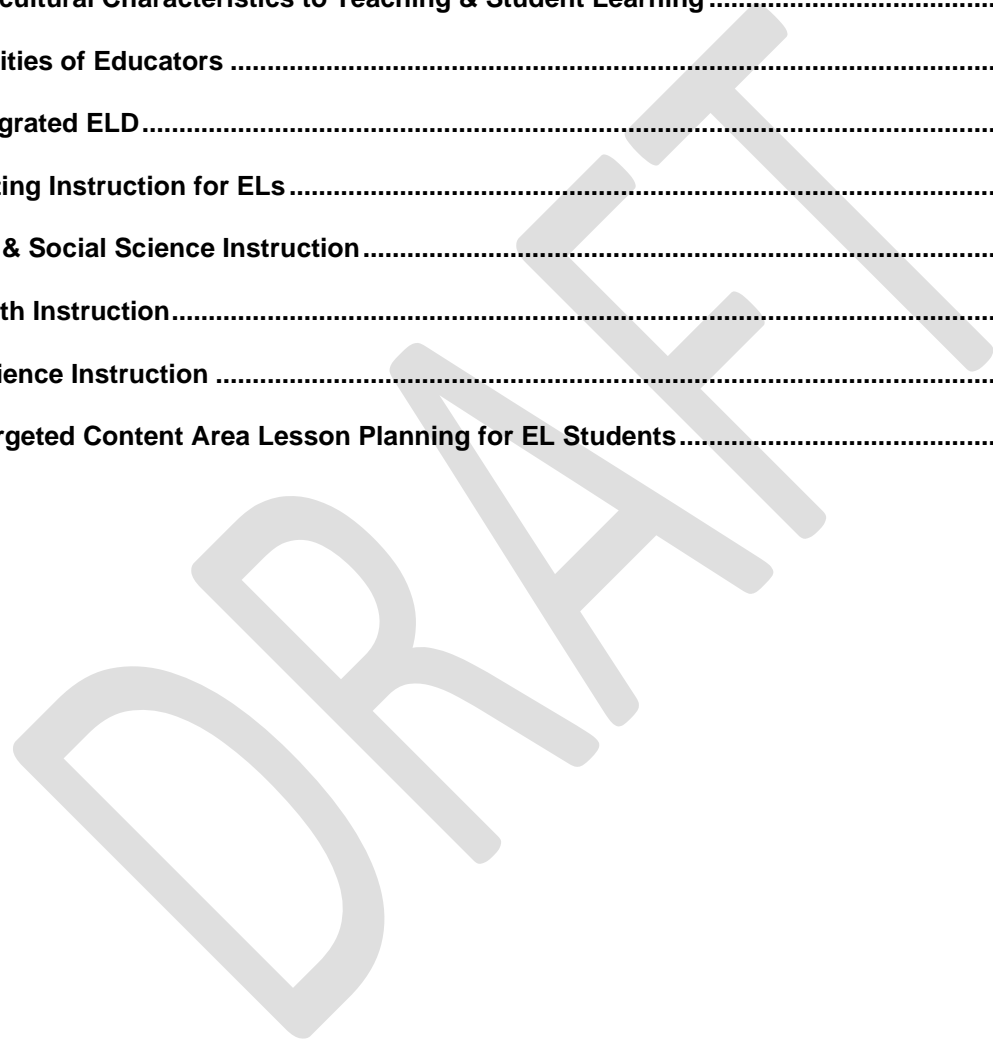 cultural Characteristics to Teaching & Student Learning........................................
ities of Educators ........................................................................................................
grated ELD....................................................................................................................
ting Instruction for ELs.................................................................................................
& Social Science Instruction........................................................................................
th Instruction................................................................................................................
ience Instruction ..........................................................................................................
rgeted Content Area Lesson Planning for EL Students...........................................
DRAFT